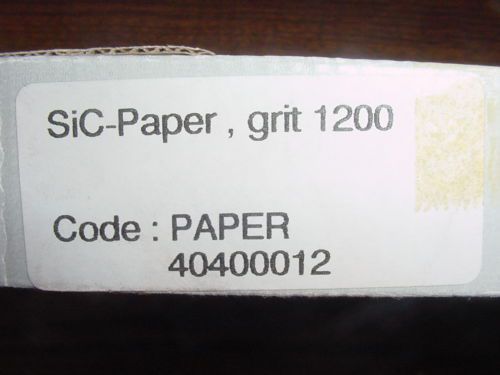 SiC-Paper , grit 1200
Code : PAPER
40400012